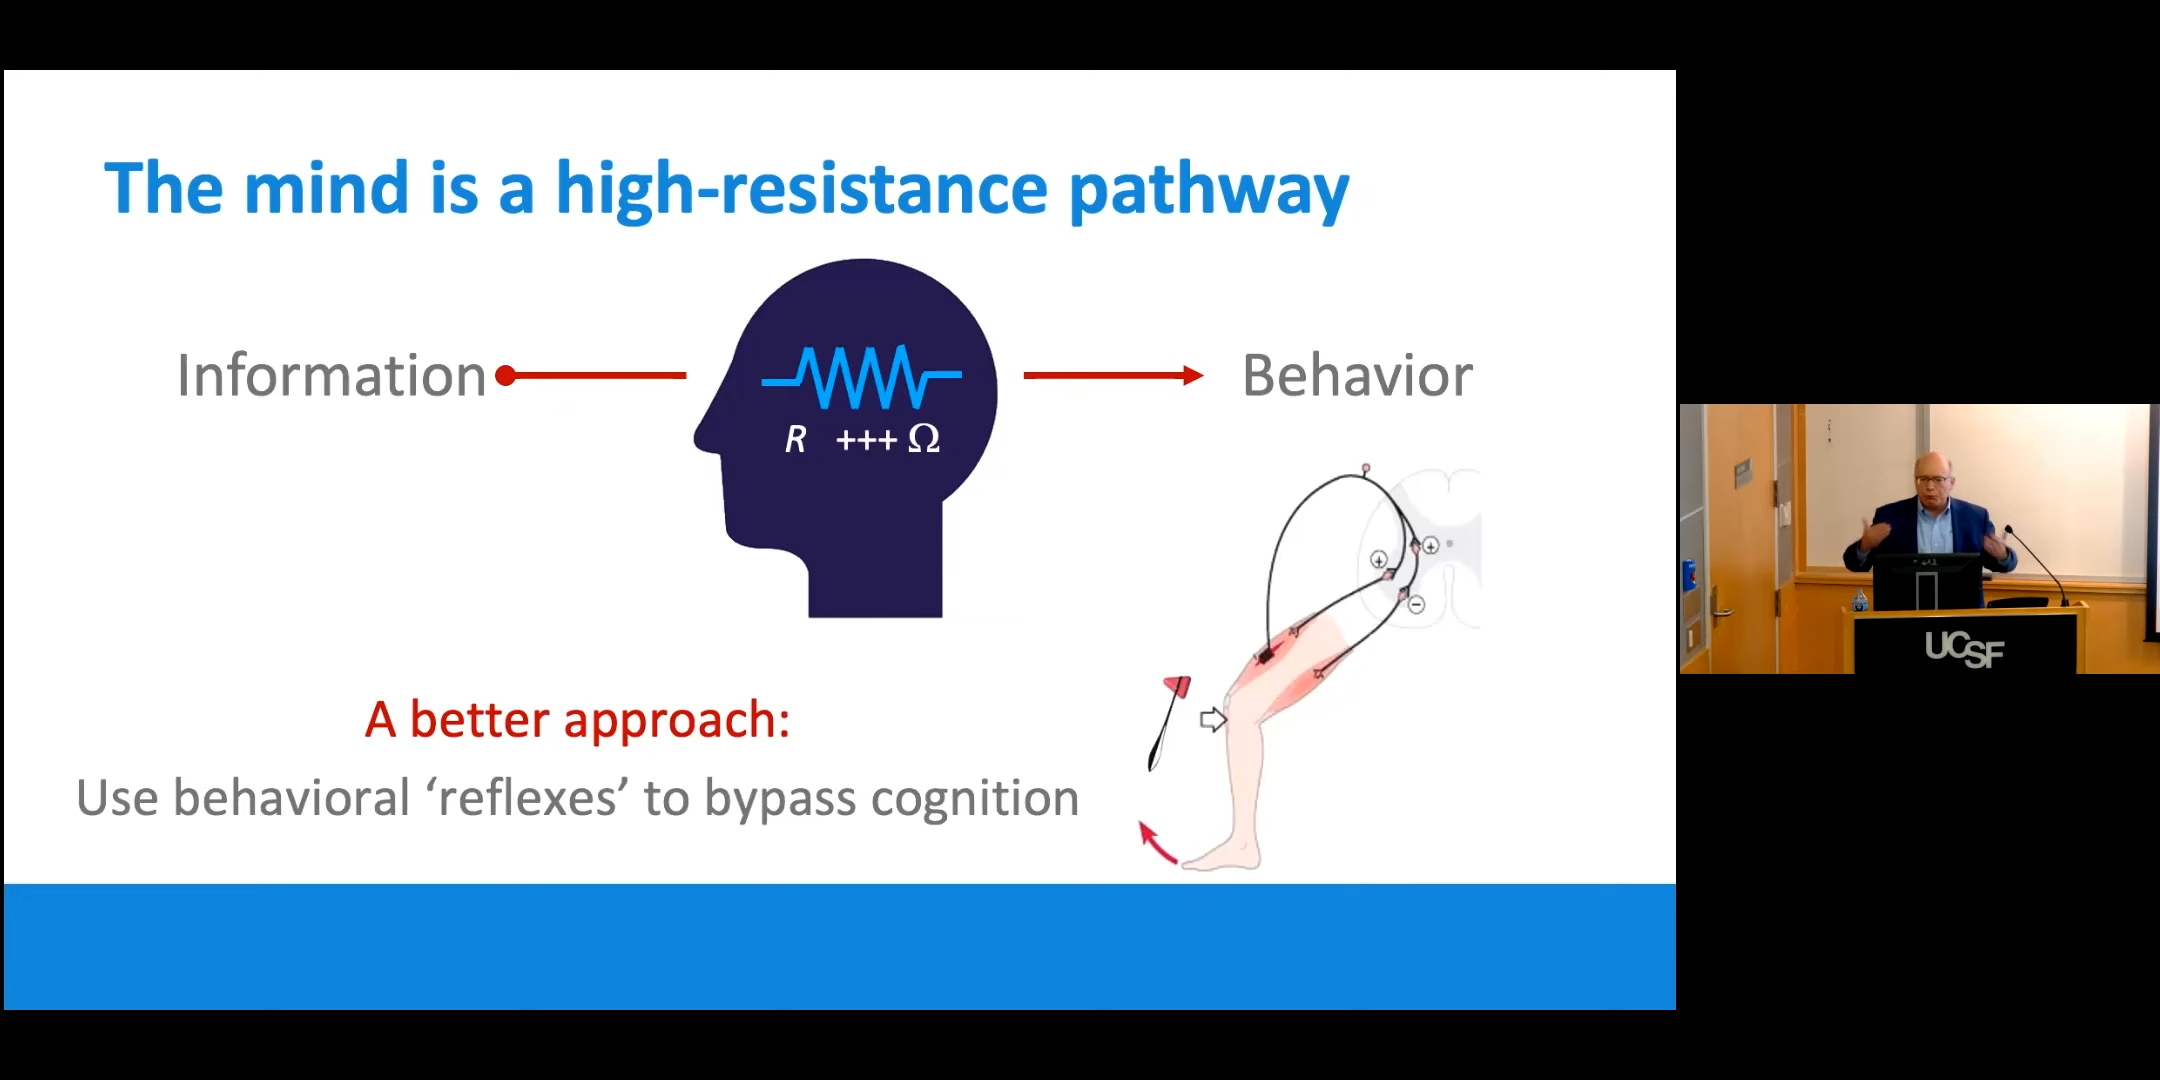 The mind is a high-resistance pathway
Information
Behavior
R +++ Ω
A better approach:
Use behavioral ‘reflexes’ to bypass cognition
+
+
−
UCSF